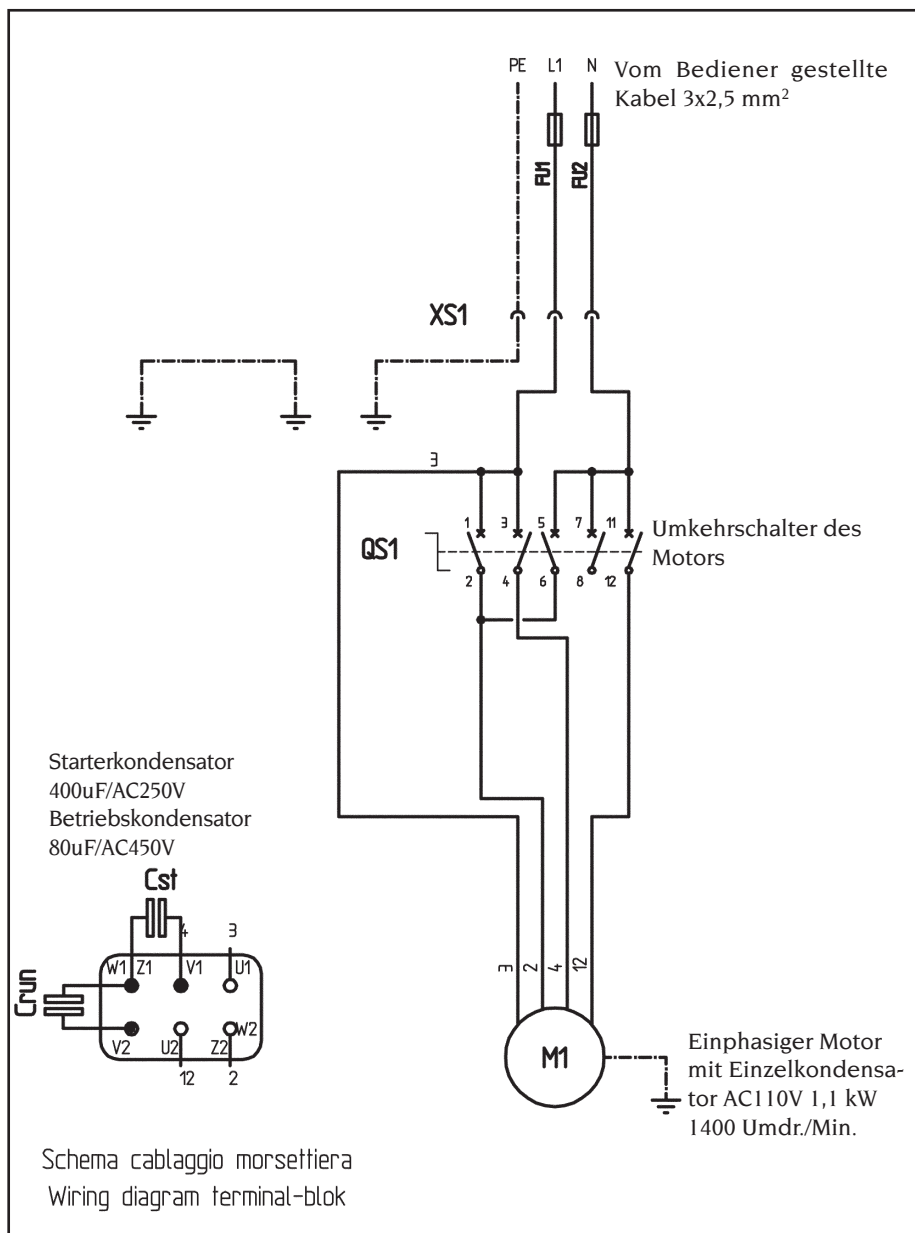 PE L1 N
Vom Bediener gestellte
Kabel 3x2,5 mm²
FU1 FU2
XS1
3
1 3 5 7 11
QS1
2 4 6 8 12
Umkehrschalter des
Motors
Starterkondensator
400uF/AC250V
Betriebskondensator
80uF/AC450V
Cst
4 3
W1 Z1 V1 U1
Crun
V2 U2 Z2 W2
12 2
3 2 4 12
M1
Einphasiger Motor
mit Einzelkondensa-
tor AC110V 1,1 kW
1400 Umdr./Min.
Schema cablaggio morsettiera
Wiring diagram terminal-blok